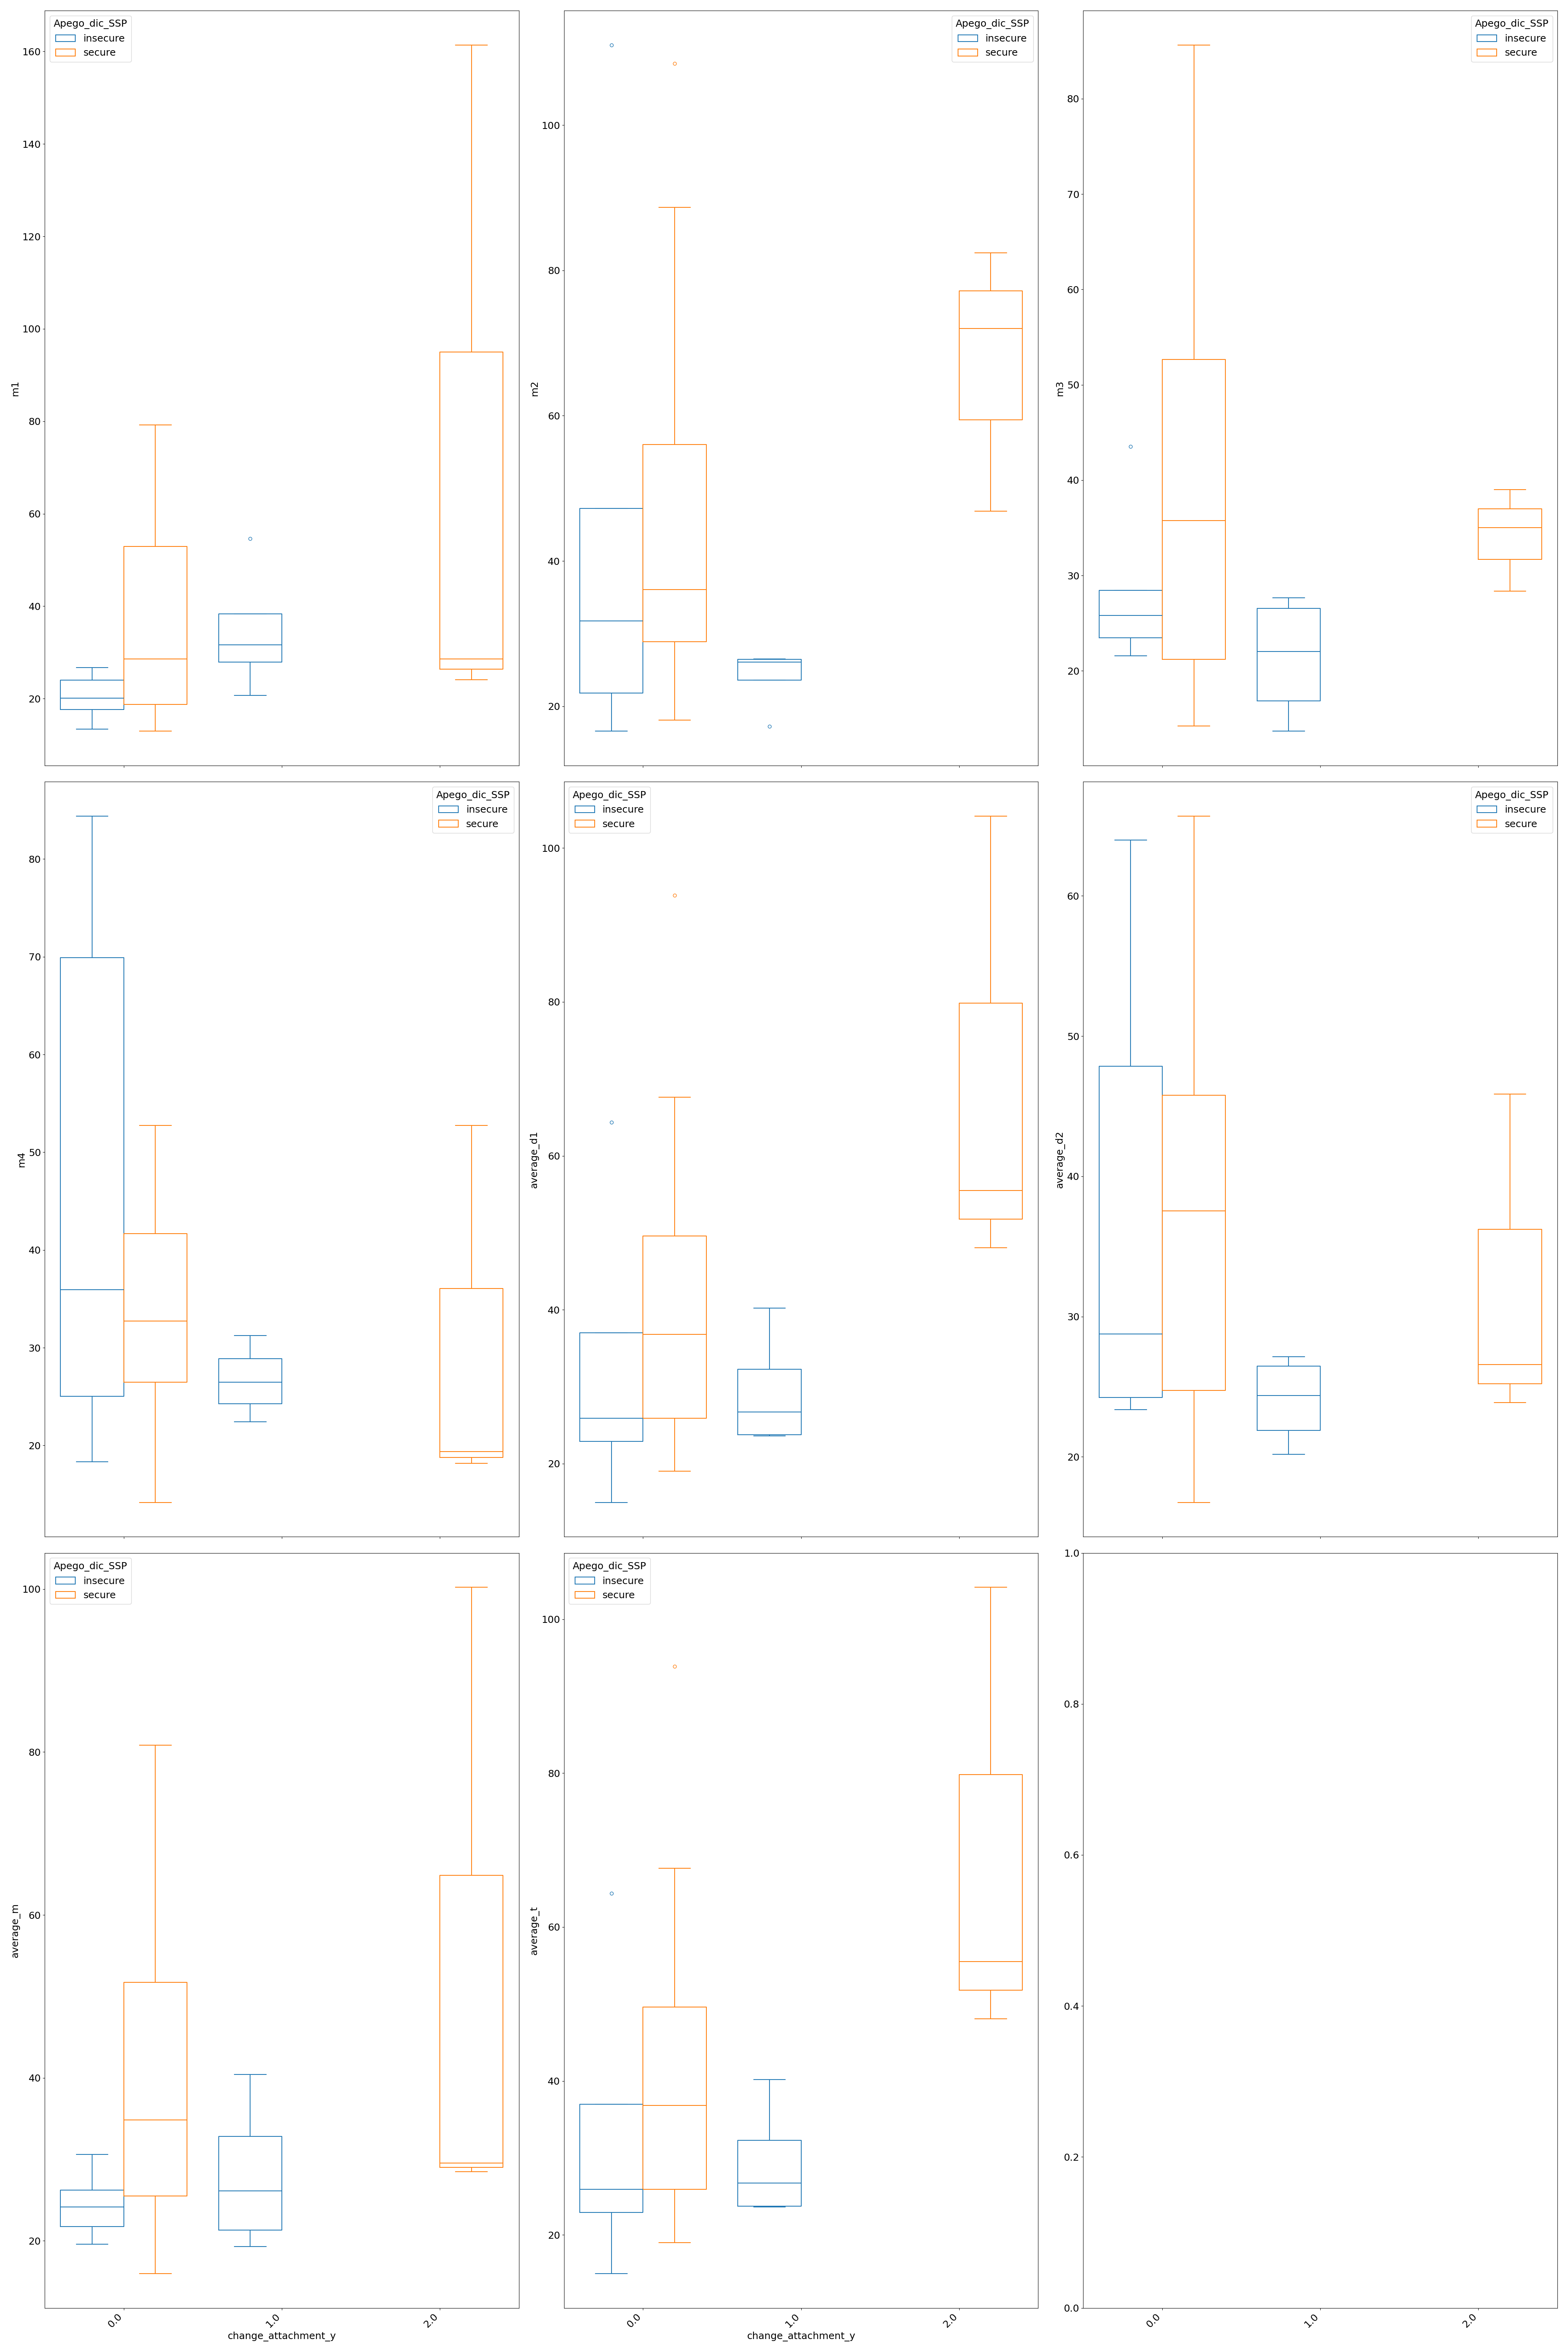 Apego_dic_SSP
insecure
secure
160
140
120
100
80
60
40
20
m1
Apego_dic_SSP
insecure
secure
100
80
60
40
20
m2
Apego_dic_SSP
insecure
secure
80
70
60
50
40
30
20
m3
Apego_dic_SSP
insecure
secure
80
70
60
50
40
30
20
m4
Apego_dic_SSP
insecure
secure
100
80
60
40
20
average_d1
Apego_dic_SSP
insecure
secure
60
50
40
30
20
average_d2
Apego_dic_SSP
insecure
secure
100
80
60
40
20
average_m
0.0
1.0
2.0
change_attachment_y
Apego_dic_SSP
insecure
secure
100
80
60
40
20
average_t
0.0
1.0
2.0
change_attachment_y
1.0
0.8
0.6
0.4
0.2
0.0
0.0
1.0
2.0